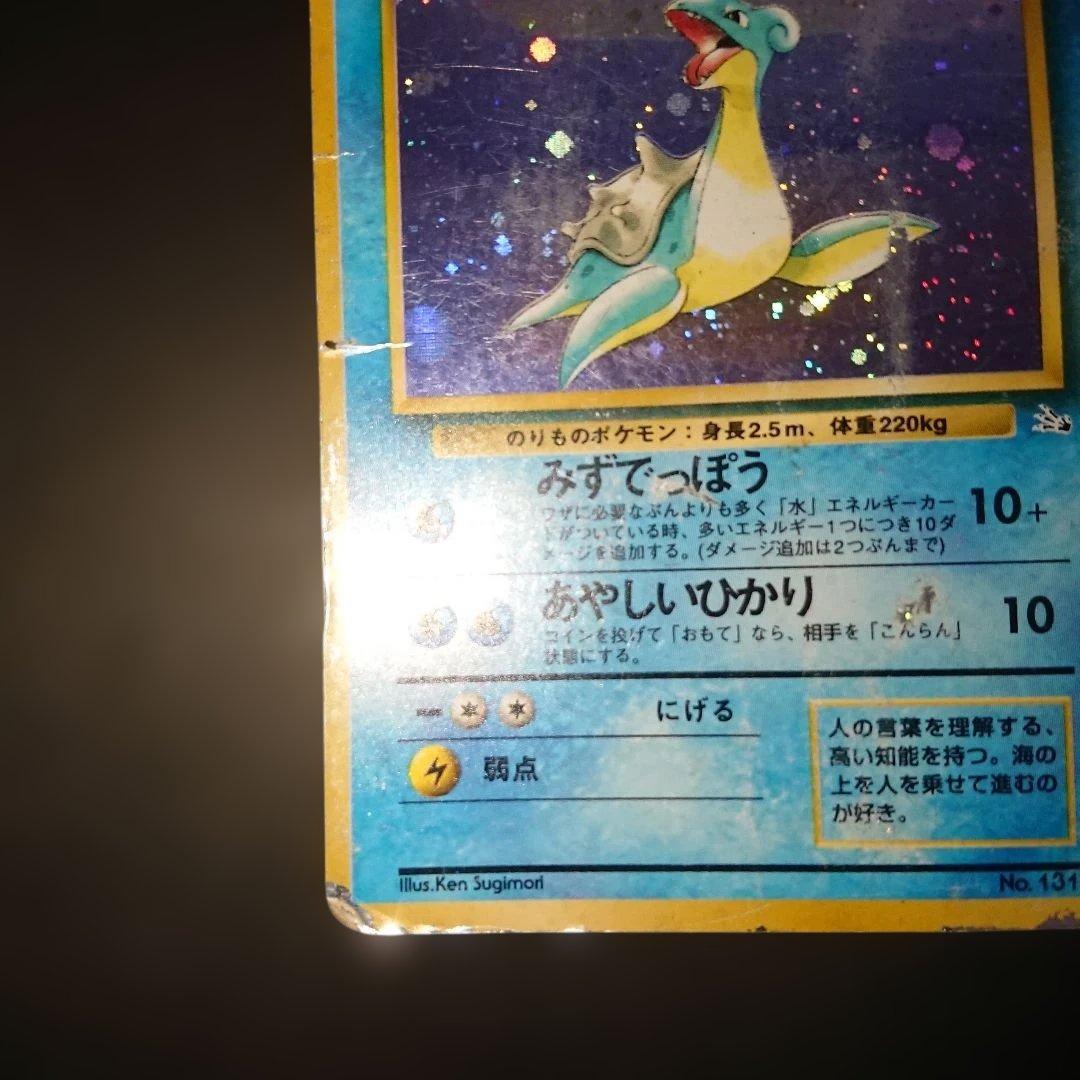 のりものポケモン：身長2.5m、体重220kg
みずでっぽう
ワザに必要なぶんよりも多く「水」エネルギーカー
ドがついている時、多いエネルギー1つにつき10ダ
メージを追加する。(ダメージ追加は2つぶんまで)
10+
あやしいひかり
コインを投げて「おもて」なら、相手を「こんらん」
状態にする。
10
にげる
弱点
人の言葉を理解する、
高い知能を持つ。海の
上を人を乗せて進むの
が好き。
Illus.Ken Sugimori
No. 131